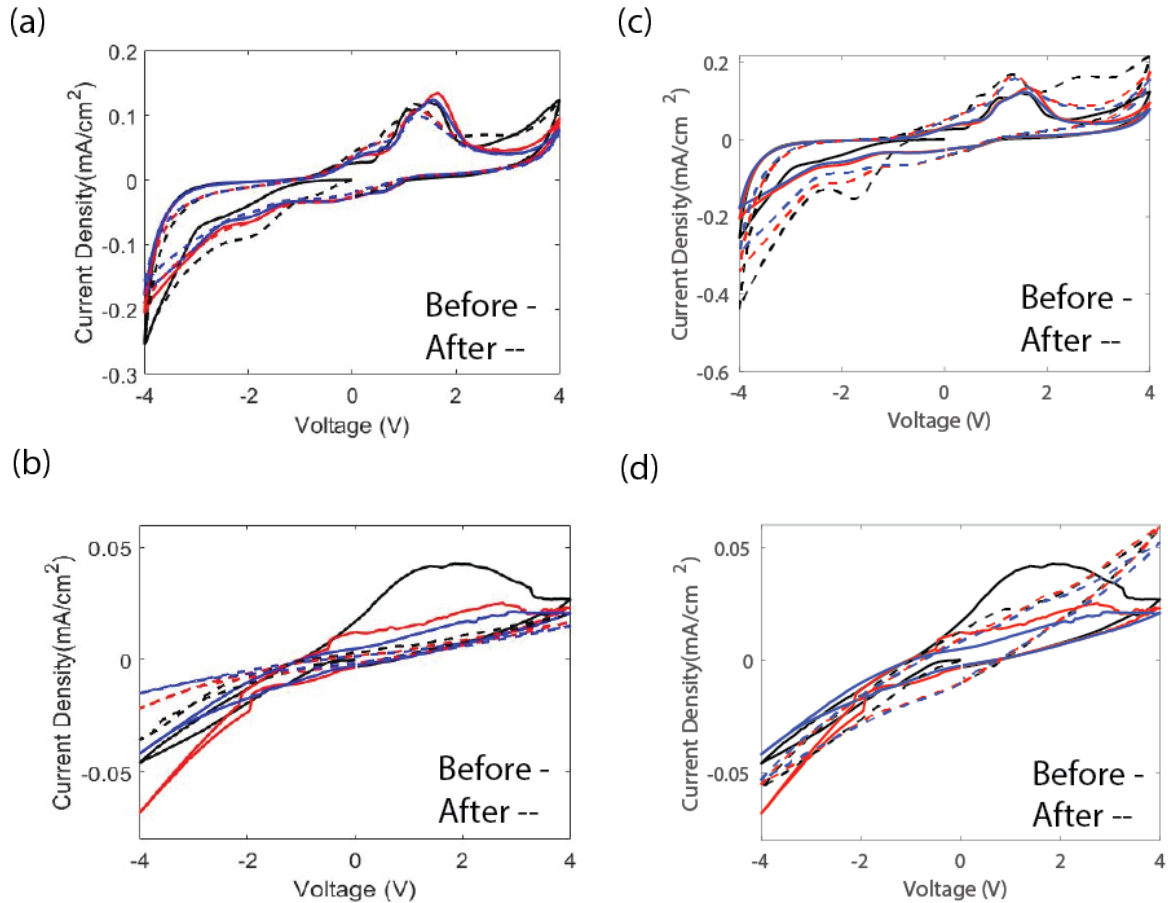 (a)
0.2
0.1
0
-0.1
-0.2
-0.3
Current Density(mA/cm²)
-4
-2
0
2
4
Voltage (V)
Before -
After --
(c)
0.2
0
-0.2
-0.4
-0.6
Current Density(mA/cm ²)
-4
-2
0
2
4
Voltage (V)
Before -
After --
(b)
0.05
0
-0.05
Current Density(mA/cm²)
-4
-2
0
2
4
Voltage (V)
Before -
After --
(d)
0.05
0
-0.05
Current Density(mA/cm ²)
-4
-2
0
2
4
Voltage (V)
Before -
After --